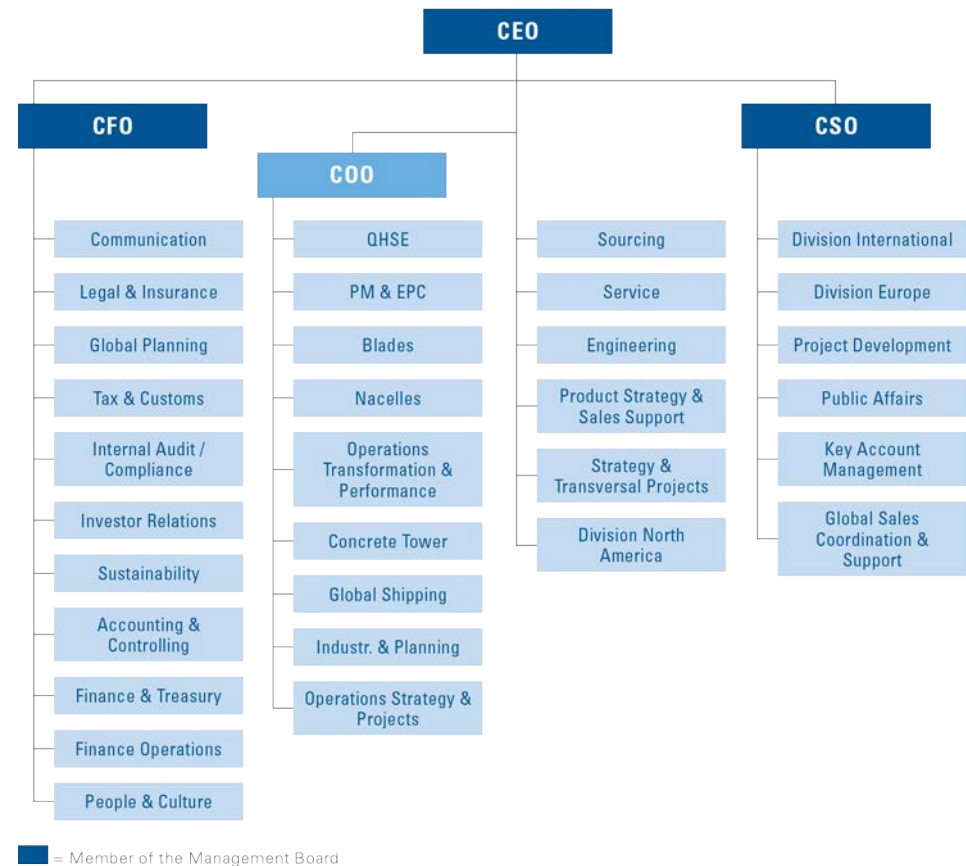 CEO
CFO
CSO
COO
Communication
Legal & Insurance
Global Planning
Tax & Customs
Internal Audit /
Compliance
Investor Relations
Sustainability
Accounting &
Controlling
Finance & Treasury
Finance Operations
People & Culture
QHSE
PM & EPC
Blades
Nacelles
Operations
Transformation &
Performance
Concrete Tower
Global Shipping
Industr. & Planning
Operations Strategy &
Projects
Sourcing
Service
Engineering
Product Strategy &
Sales Support
Strategy &
Transversal Projects
Division North
America
Division International
Division Europe
Project Development
Public Affairs
Key Account
Management
Global Sales
Coordination &
Support
= Member of the Management Board